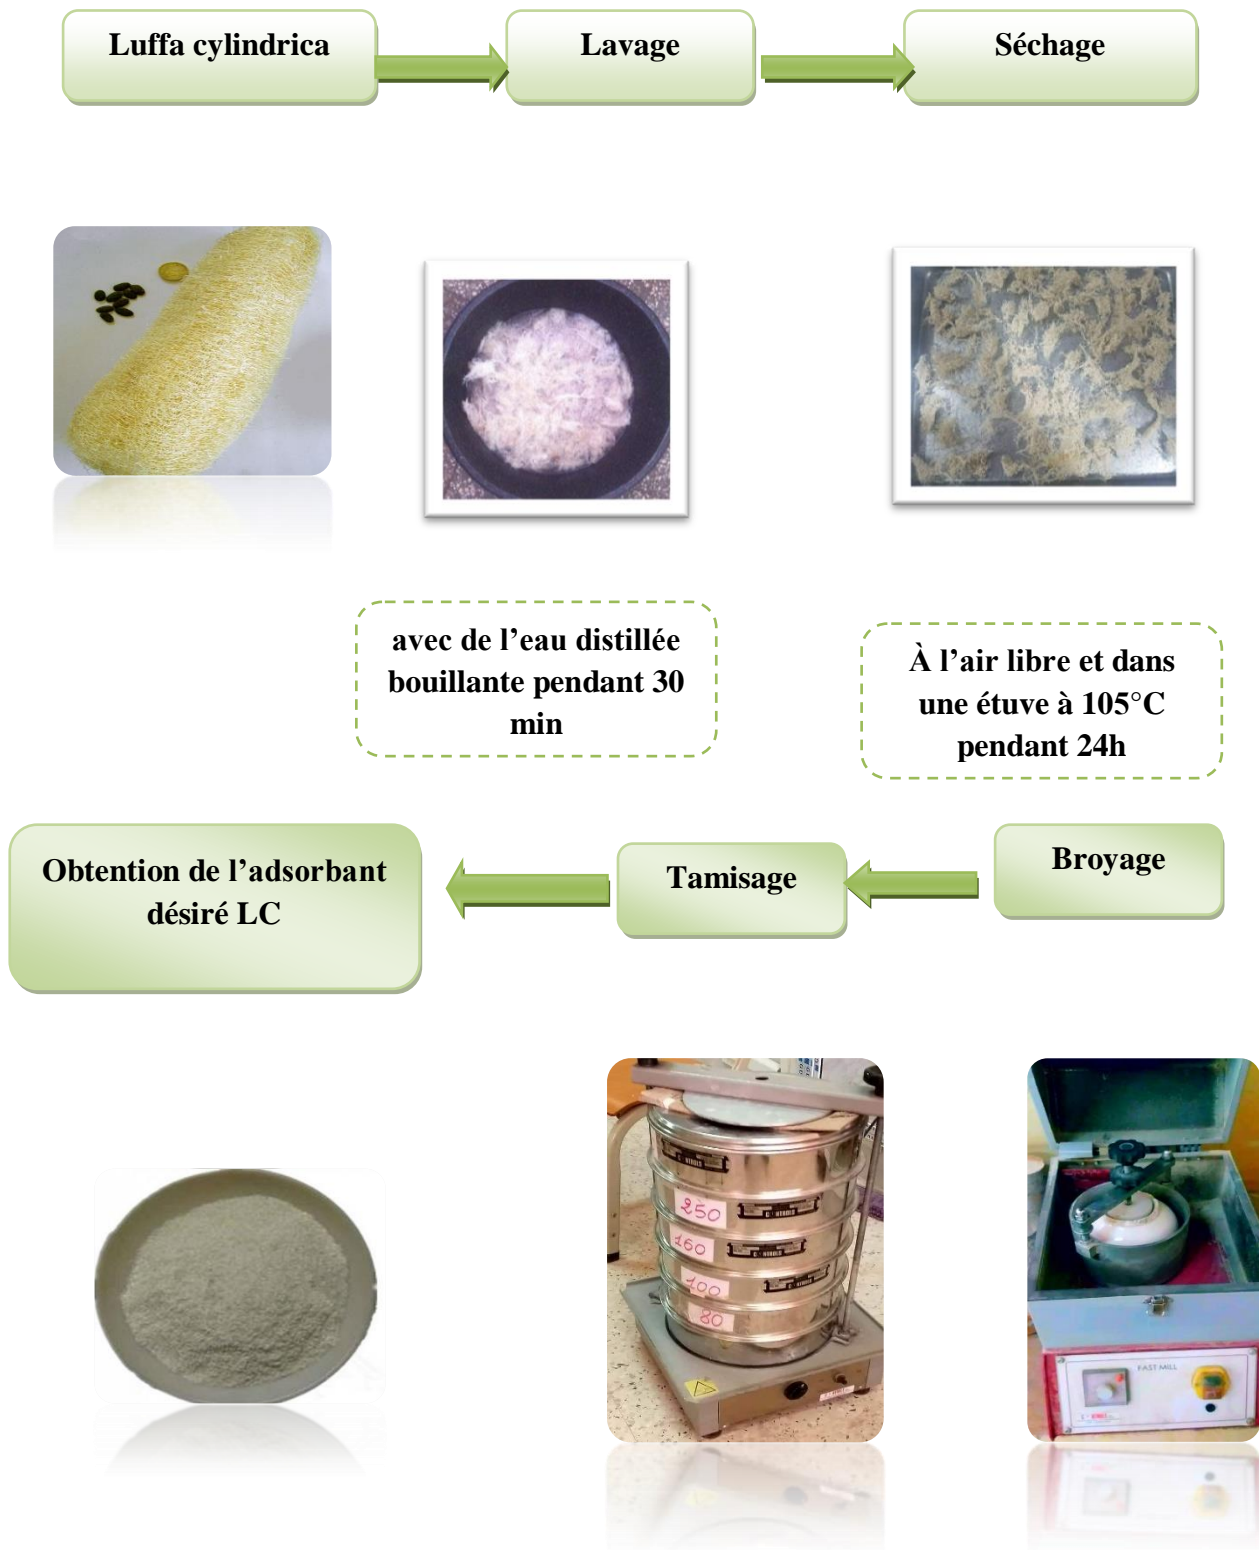 Luffa cylindrica
Lavage
Séchage
avec de l’eau distillée
bouillante pendant 30
min
À l’air libre et dans
une étuve à 105°C
pendant 24h
Broyage
Tamisage
Obtention de l’adsorbant
désiré LC
250
160
100
80
FAST MILL